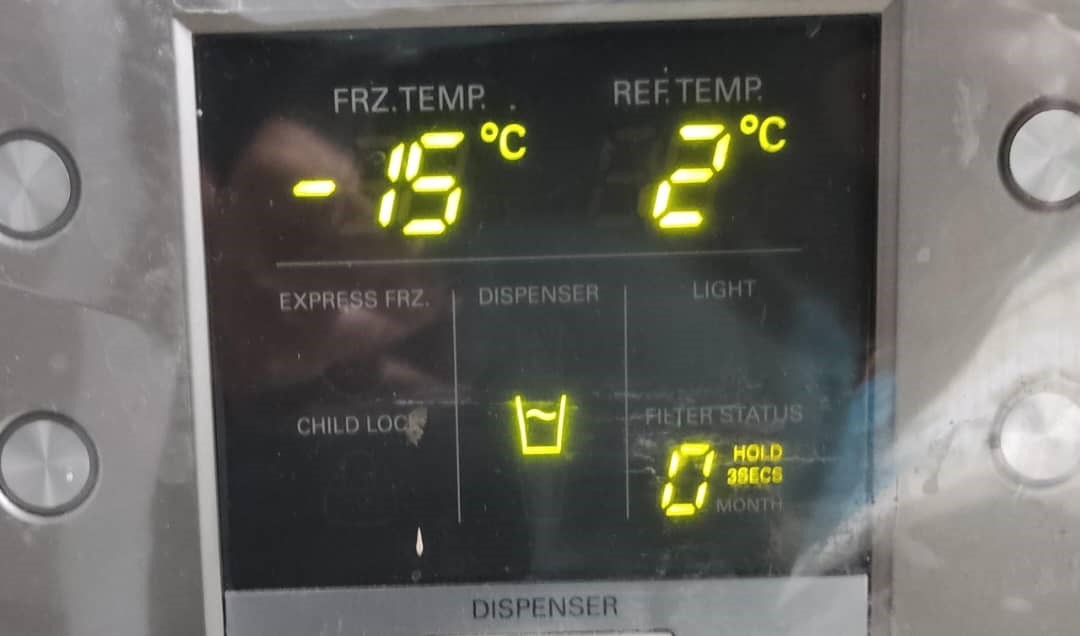 FRZ.TEMP. REF.TEMP.
-15 °C 2 °C
EXPRESS FRZ. DISPENSER LIGHT
CHILD LOCK FILTER STATUS
0 HOLD
3SECS
MONTH
DISPENSER